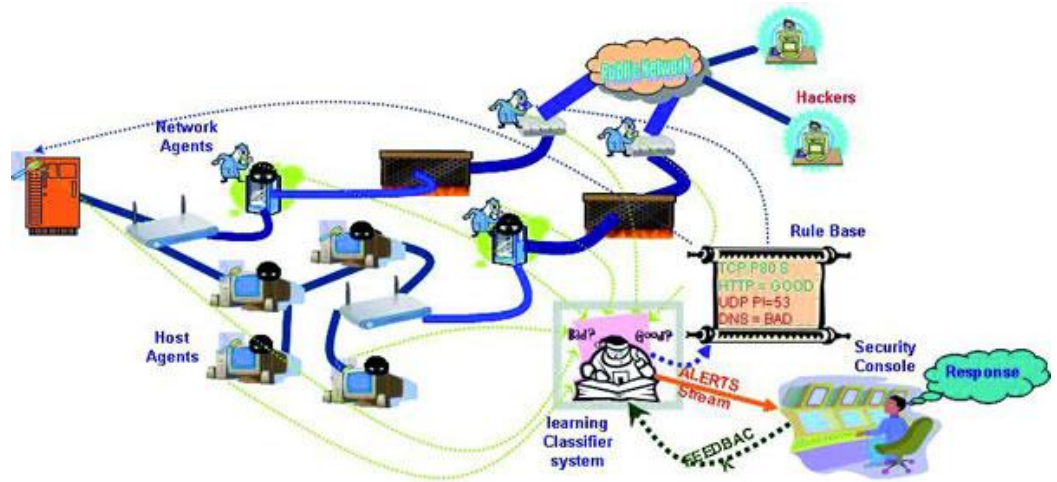 Public Network
Hackers
Network
Agents
Rule Base
TCP P80 S
HTTP = GOOD
UDP PI=53
DNS = BAD
Host
Agents
Bad?
Good?
Security
Console
Response
ALERTS
Stream
learning
Classifier
system
FEEDBAC
K